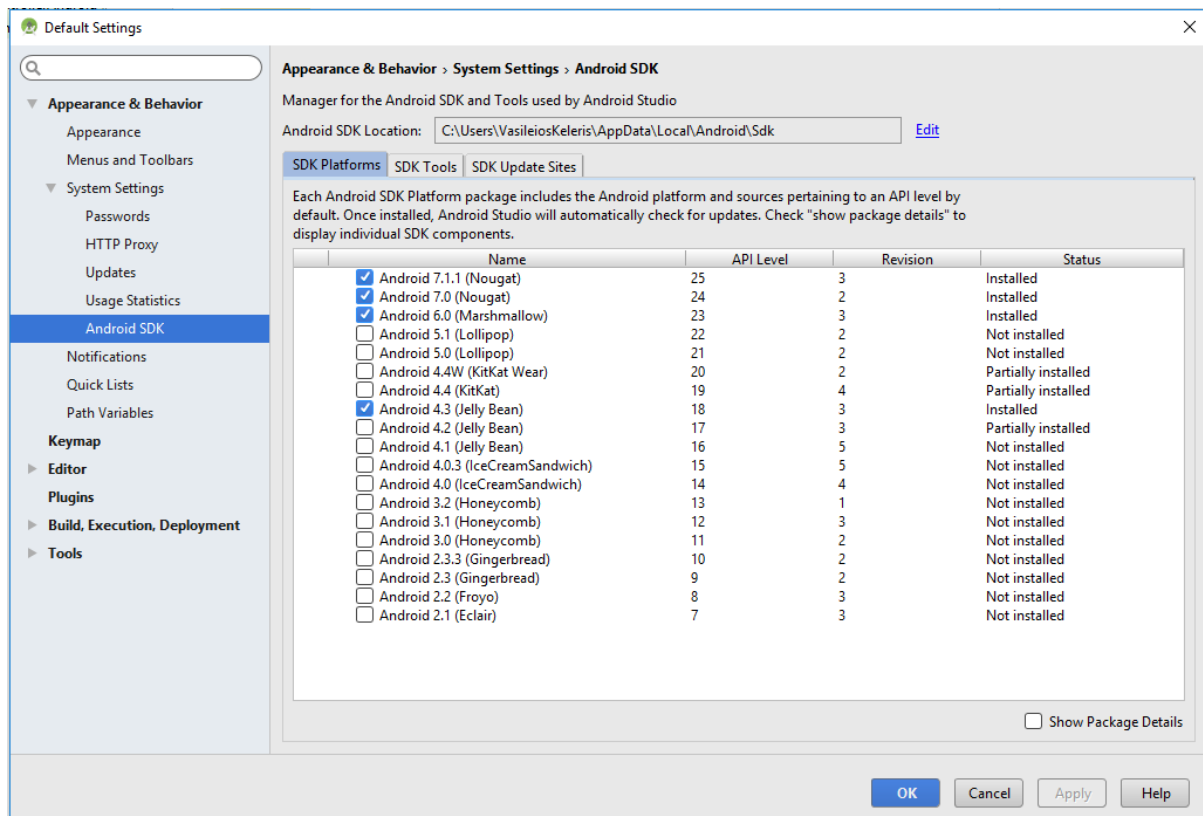 Default Settings
Appearance & Behavior
Appearance
Menus and Toolbars
System Settings
Passwords
HTTP Proxy
Updates
Usage Statistics
Android SDK
Notifications
Quick Lists
Path Variables
Keymap
Editor
Plugins
Build, Execution, Deployment
Tools
Appearance & Behavior › System Settings › Android SDK
Manager for the Android SDK and Tools used by Android Studio
Android SDK Location: C:\Users\VasileiosKeleris\AppData\Local\Android\Sdk Edit
SDK Platforms SDK Tools SDK Update Sites
Each Android SDK Platform package includes the Android platform and sources pertaining to an API level by
default. Once installed, Android Studio will automatically check for updates. Check "show package details" to
display individual SDK components.
Name API Level Revision Status
Android 7.1.1 (Nougat) 25 3 Installed
Android 7.0 (Nougat) 24 2 Installed
Android 6.0 (Marshmallow) 23 3 Installed
Android 5.1 (Lollipop) 22 2 Not installed
Android 5.0 (Lollipop) 21 2 Not installed
Android 4.4W (KitKat Wear) 20 2 Partially installed
Android 4.4 (KitKat) 19 4 Partially installed
Android 4.3 (Jelly Bean) 18 3 Installed
Android 4.2 (Jelly Bean) 17 3 Partially installed
Android 4.1 (Jelly Bean) 16 5 Not installed
Android 4.0.3 (IceCreamSandwich) 15 5 Not installed
Android 4.0 (IceCreamSandwich) 14 4 Not installed
Android 3.2 (Honeycomb) 13 1 Not installed
Android 3.1 (Honeycomb) 12 3 Not installed
Android 3.0 (Honeycomb) 11 2 Not installed
Android 2.3.3 (Gingerbread) 10 2 Not installed
Android 2.3 (Gingerbread) 9 2 Not installed
Android 2.2 (Froyo) 8 3 Not installed
Android 2.1 (Eclair) 7 3 Not installed
Show Package Details
OK Cancel Apply Help